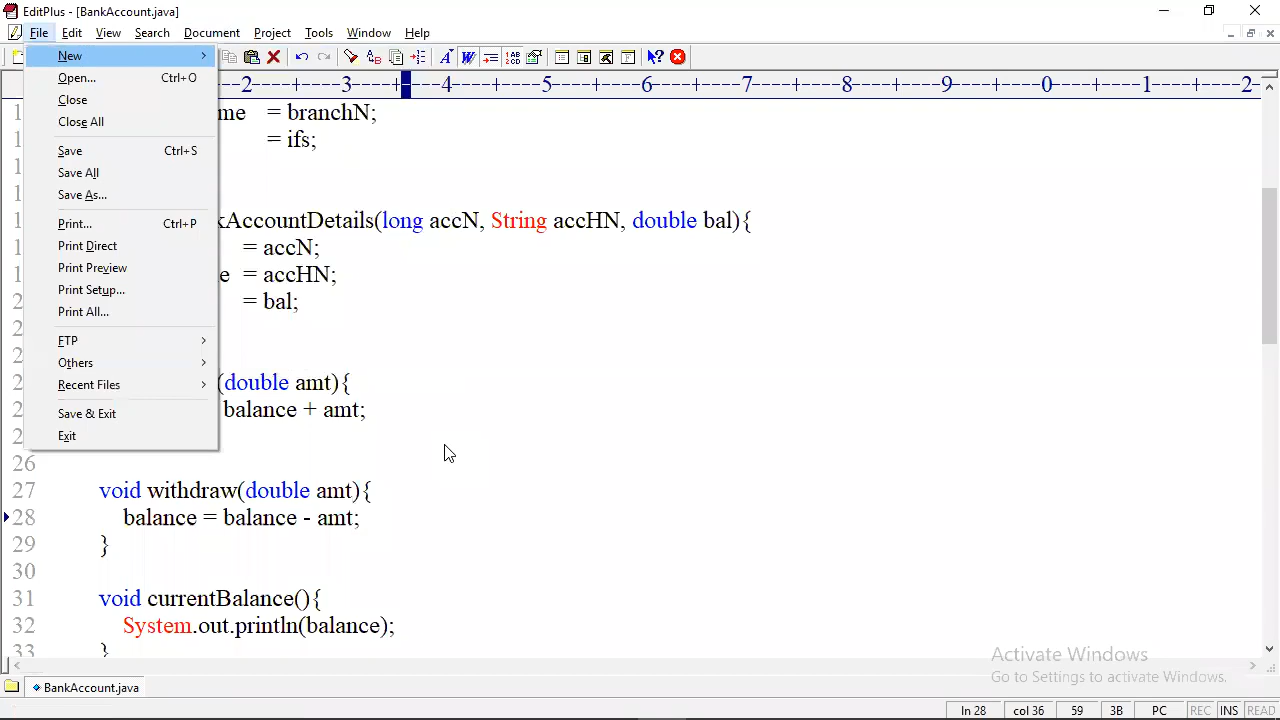 EditPlus - [BankAccount.java]
File Edit View Search Document Project Tools Window Help
New
Open... Ctrl+O
Close
Close All
Save Ctrl+S
Save All
Save As...
Print... Ctrl+P
Print Direct
Print Preview
Print Setup...
Print All...
FTP
Others
Recent Files
Save & Exit
Exit
--2----+----3----+----4----+----5----+----6----+----7----+----8----+----9----+----0----+----1----+----2-
me = branchN;
= ifs;
AccountDetails(long accN, String accHN, double bal){
= accN;
e = accHN;
= bal;
(double amt){
balance + amt;
26
27 void withdraw(double amt){
28 balance = balance - amt;
29 }
30
31 void currentBalance(){
32 System.out.println(balance);
33 }
Activate Windows
Go to Settings to activate Windows.
BankAccount.java
ln 28 col 36 59 3B PC REC INS READ